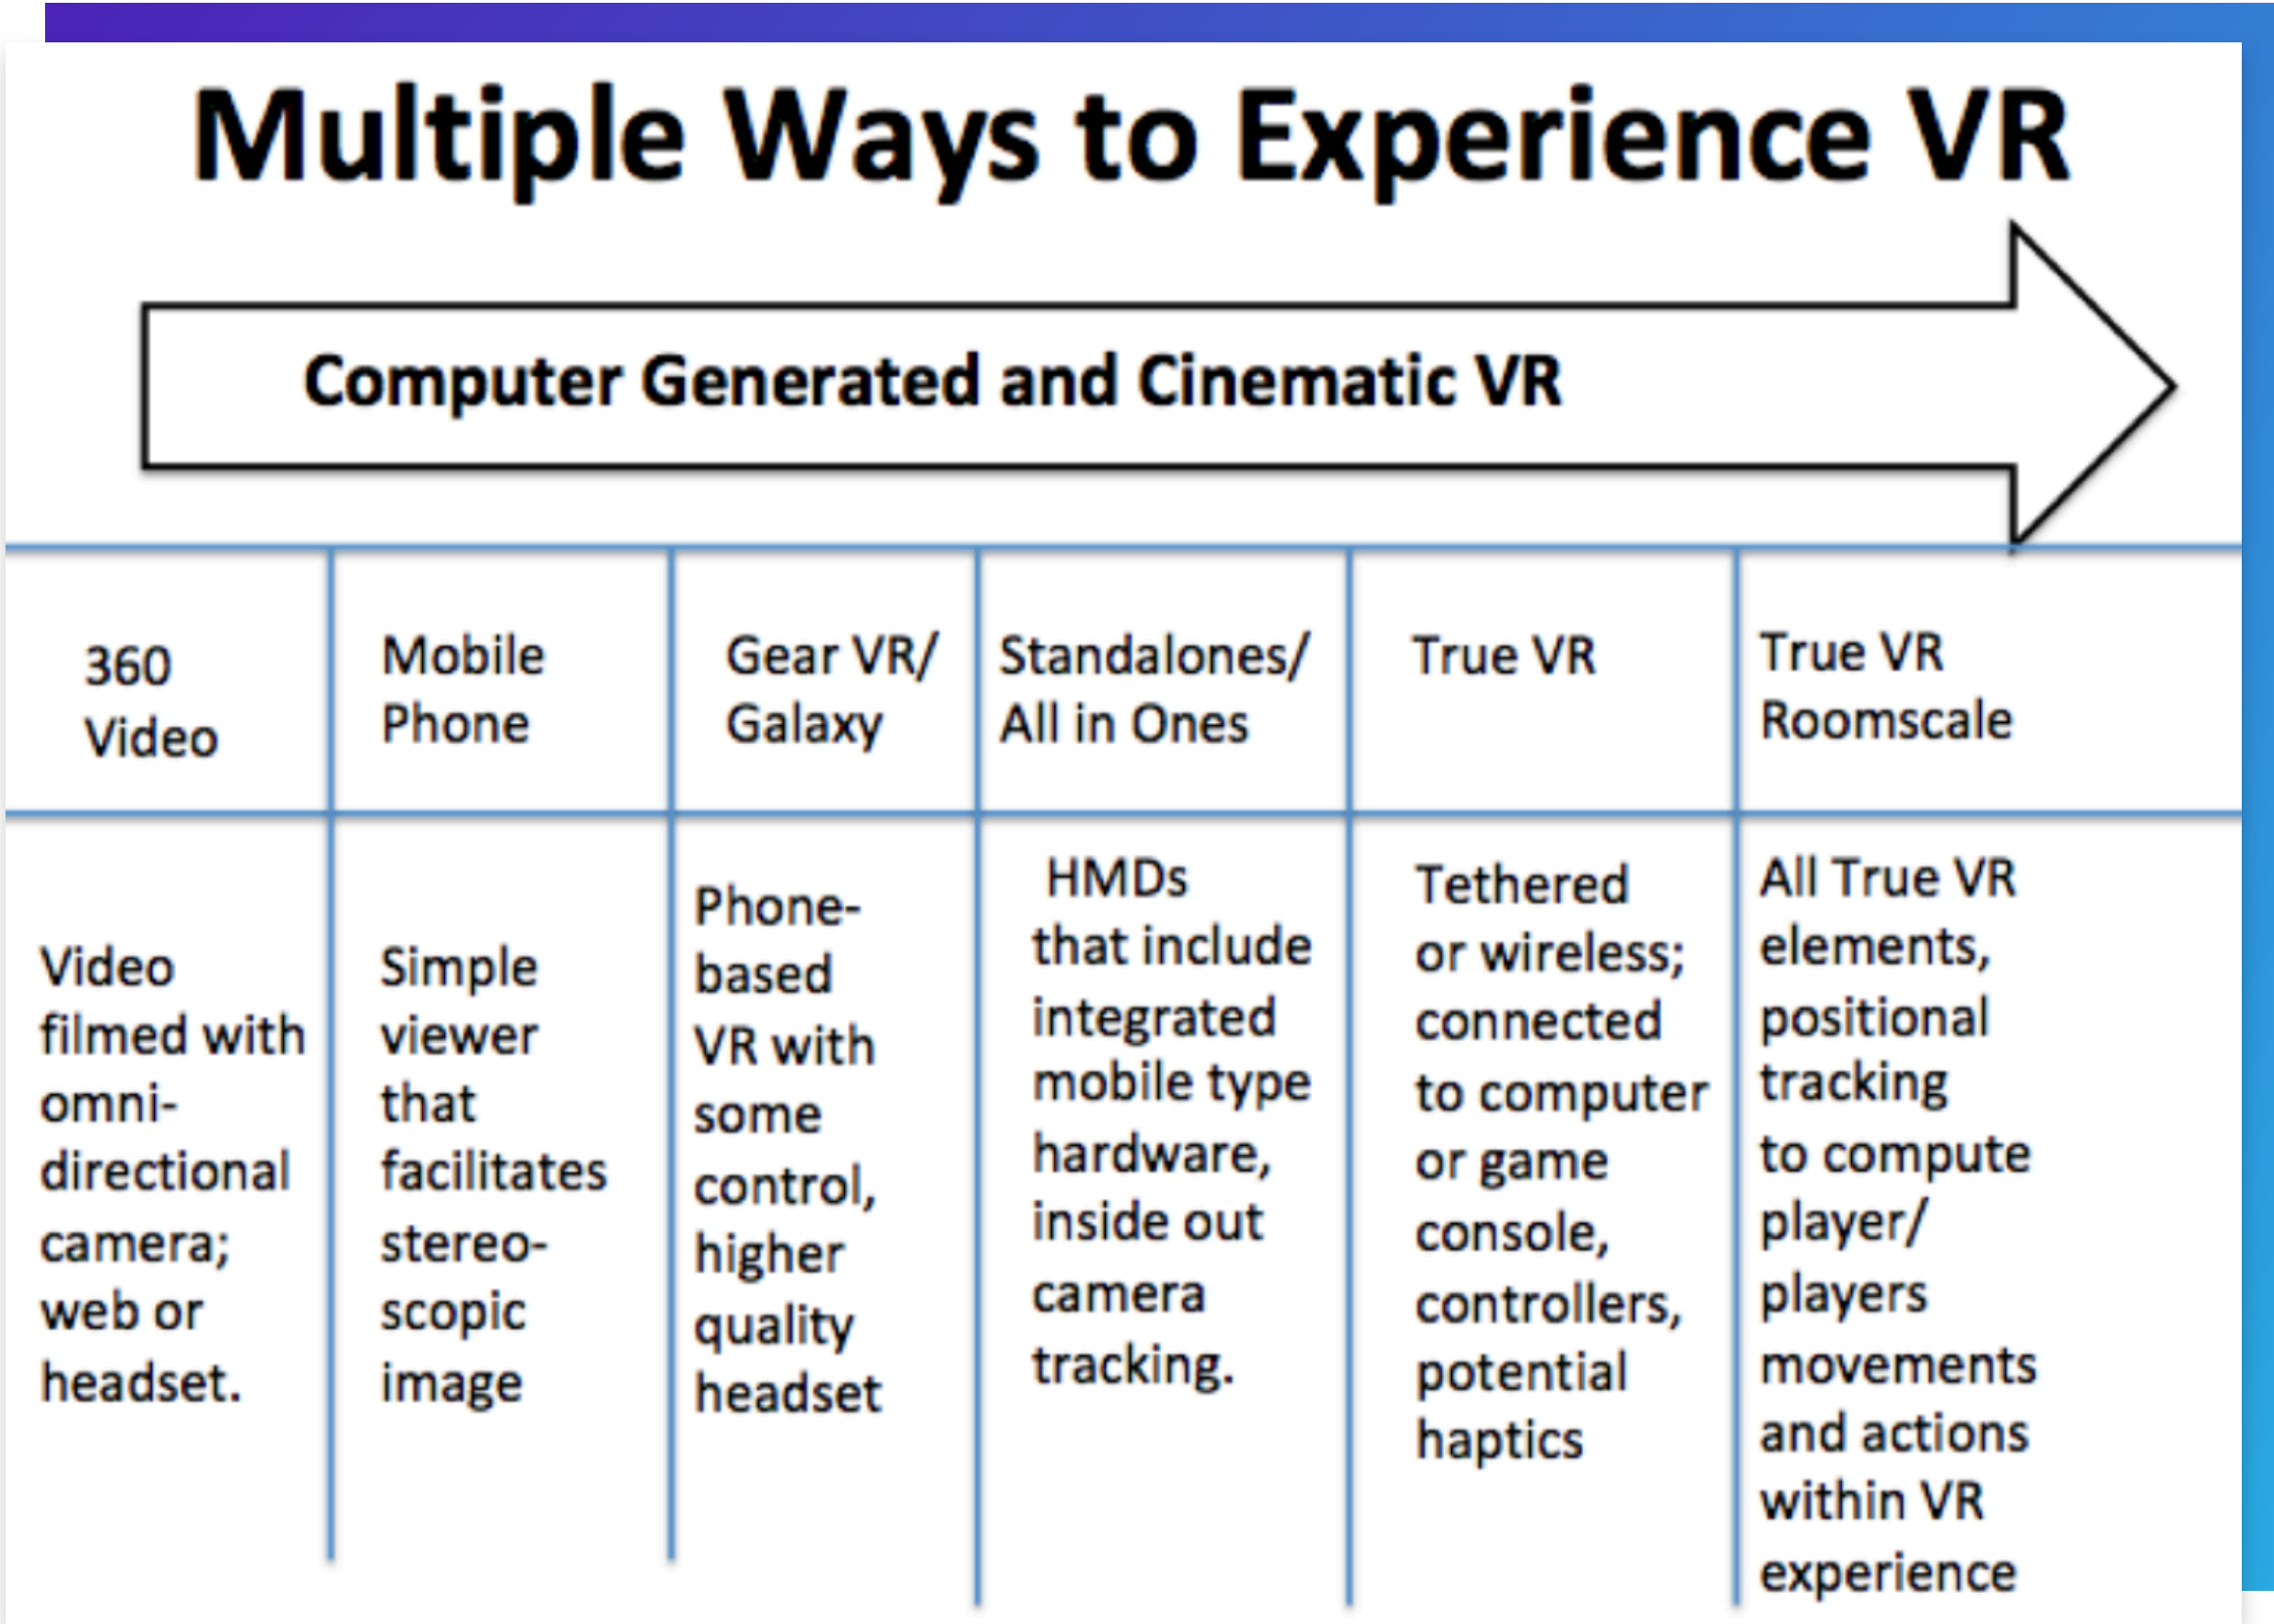 Multiple Ways to Experience VR
Computer Generated and Cinematic VR
360
Video
Mobile
Phone
Gear VR/
Galaxy
Standalones/
All in Ones
True VR
True VR
Roomscale
Video
filmed with
omni-
directional
camera;
web or
headset.
Simple
viewer
that
facilitates
stereo-
scopic
image
Phone-
based
VR with
some
control,
higher
quality
headset
HMDs
that include
integrated
mobile type
hardware,
inside out
camera
tracking.
Tethered
or wireless;
connected
to computer
or game
console,
controllers,
potential
haptics
All True VR
elements,
positional
tracking
to compute
player/
players
movements
and actions
within VR
experience